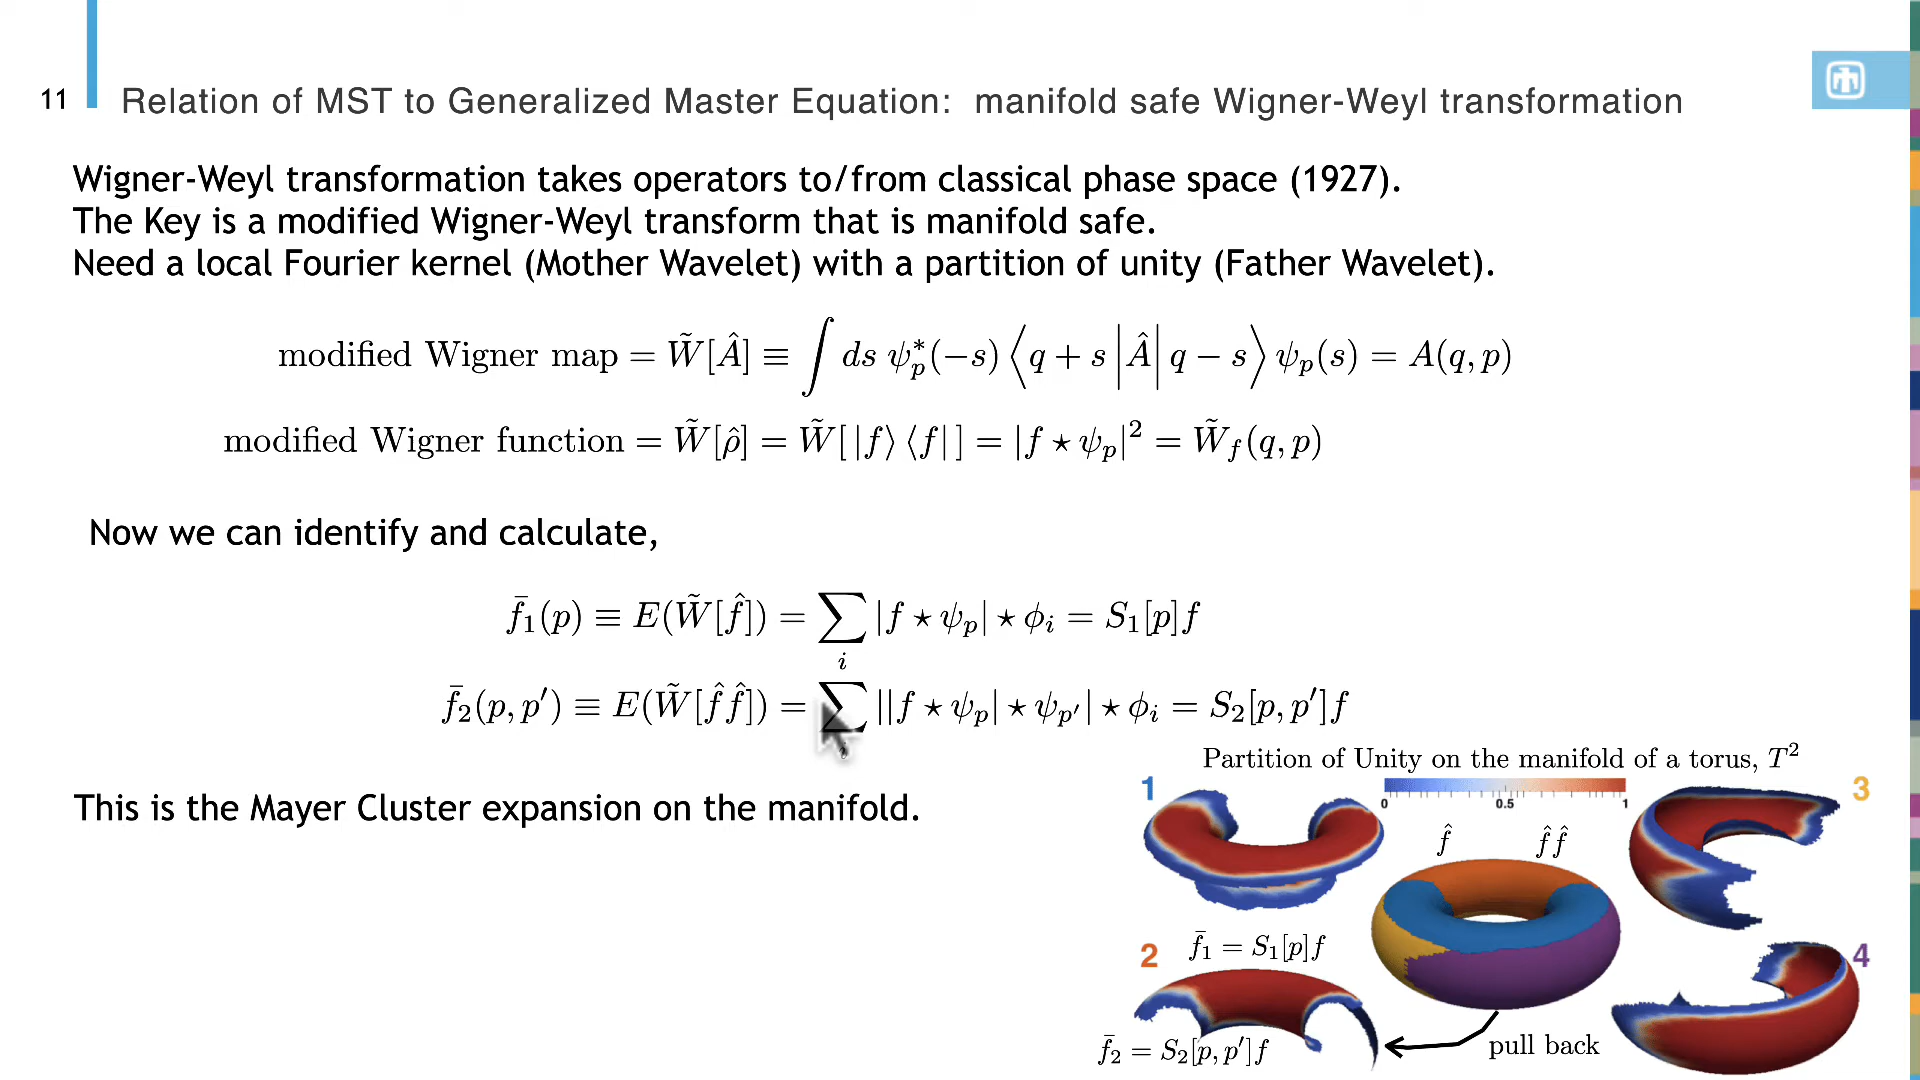 11
Relation of MST to Generalized Master Equation: manifold safe Wigner-Weyl transformation
Wigner-Weyl transformation takes operators to/from classical phase space (1927).
The Key is a modified Wigner-Weyl transform that is manifold safe.
Need a local Fourier kernel (Mother Wavelet) with a partition of unity (Father Wavelet).
modified Wigner map = W̃[Â] ≡ ∫ ds ψ*_p(−s) ⟨q + s |Â| q − s⟩ ψ_p(s) = A(q, p)
modified Wigner function = W̃[ρ̂] = W̃[ |f⟩ ⟨f| ] = |f ⋆ ψ_p|² = W̃_f(q, p)
Now we can identify and calculate,
f̄₁(p) ≡ E(W̃[f̂]) = ∑_i |f ⋆ ψ_p| ⋆ φ_i = S₁[p]f
f̄₂(p, p′) ≡ E(W̃[f̂f̂]) = ∑_i ||f ⋆ ψ_p| ⋆ ψ_p′| ⋆ φ_i = S₂[p, p′]f
This is the Mayer Cluster expansion on the manifold.
Partition of Unity on the manifold of a torus, T²
1
3
0 0.5 1
f̂ f̂f̂
2
f̄₁ = S₁[p]f
4
f̄₂ = S₂[p, p′]f
pull back